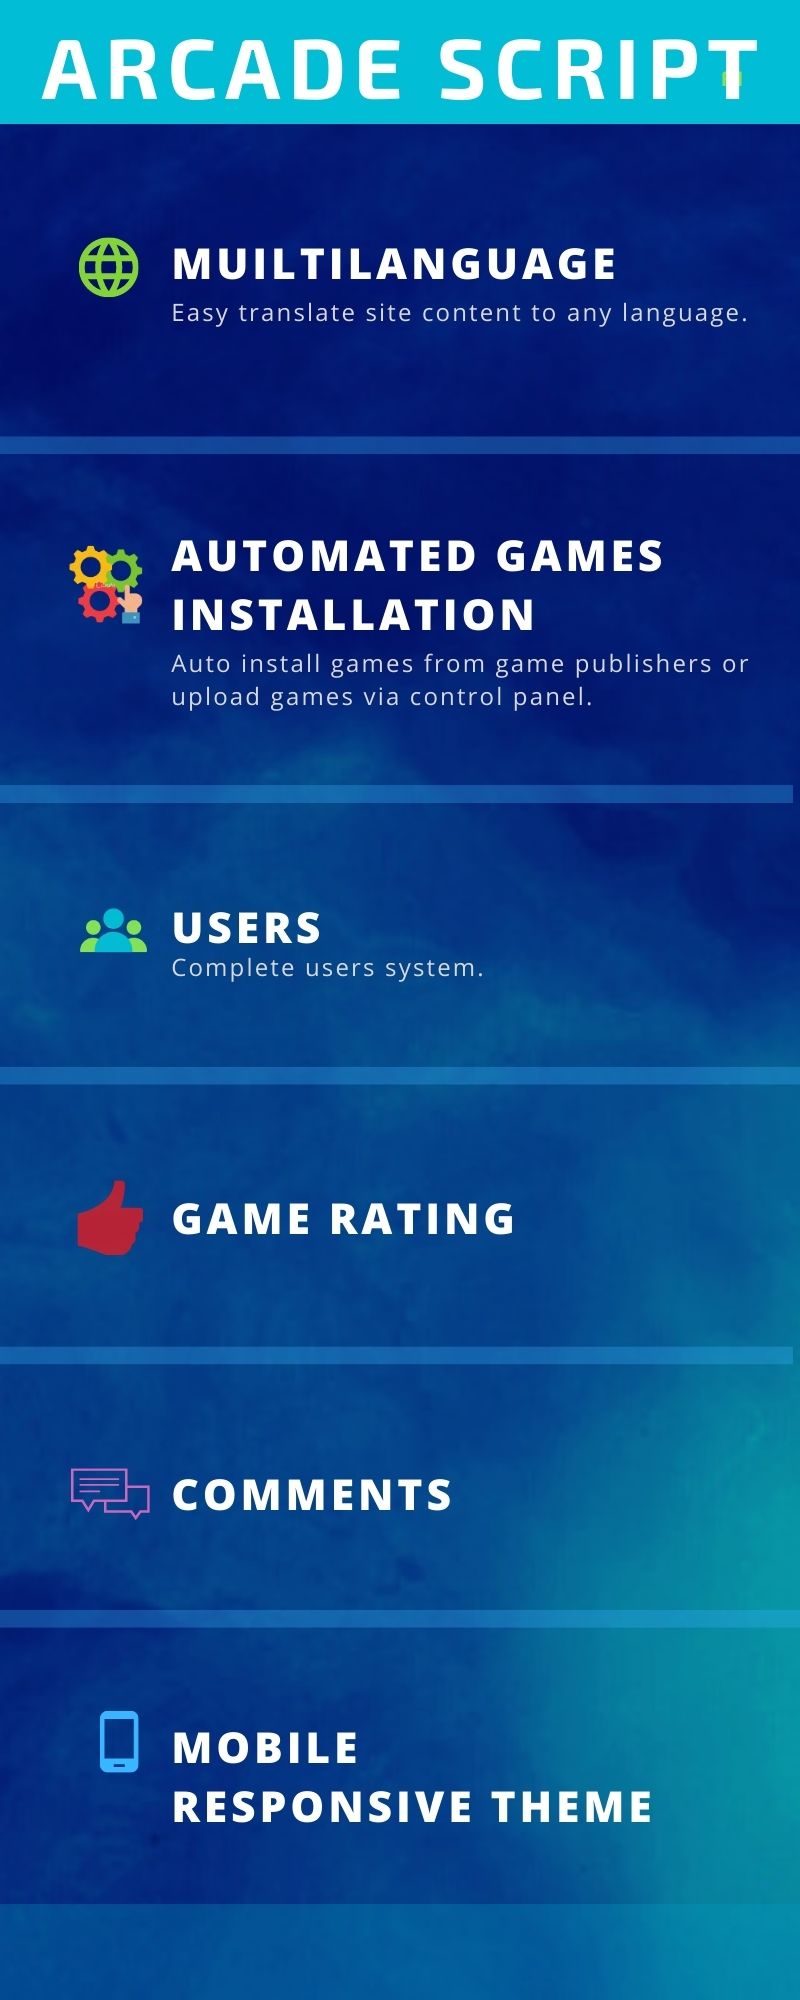 ARCADE SCRIPT
MUILTILANGUAGE
Easy translate site content to any language.
AUTOMATED GAMES
INSTALLATION
Auto install games from game publishers or
upload games via control panel.
USERS
Complete users system.
GAME RATING
COMMENTS
MOBILE
RESPONSIVE THEME